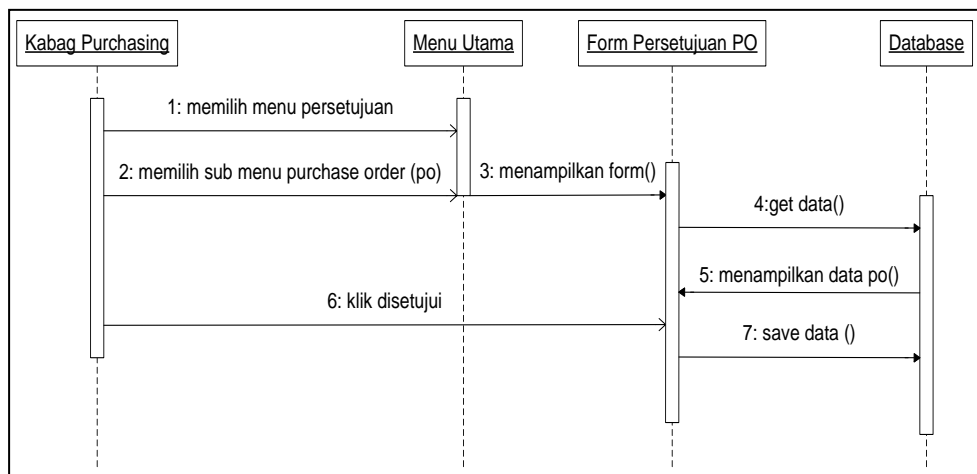 Kabag Purchasing
Menu Utama
Form Persetujuan PO
Database
1: memilih menu persetujuan
2: memilih sub menu purchase order (po)
3: menampilkan form()
4:get data()
5: menampilkan data po()
6: klik disetujui
7: save data ()